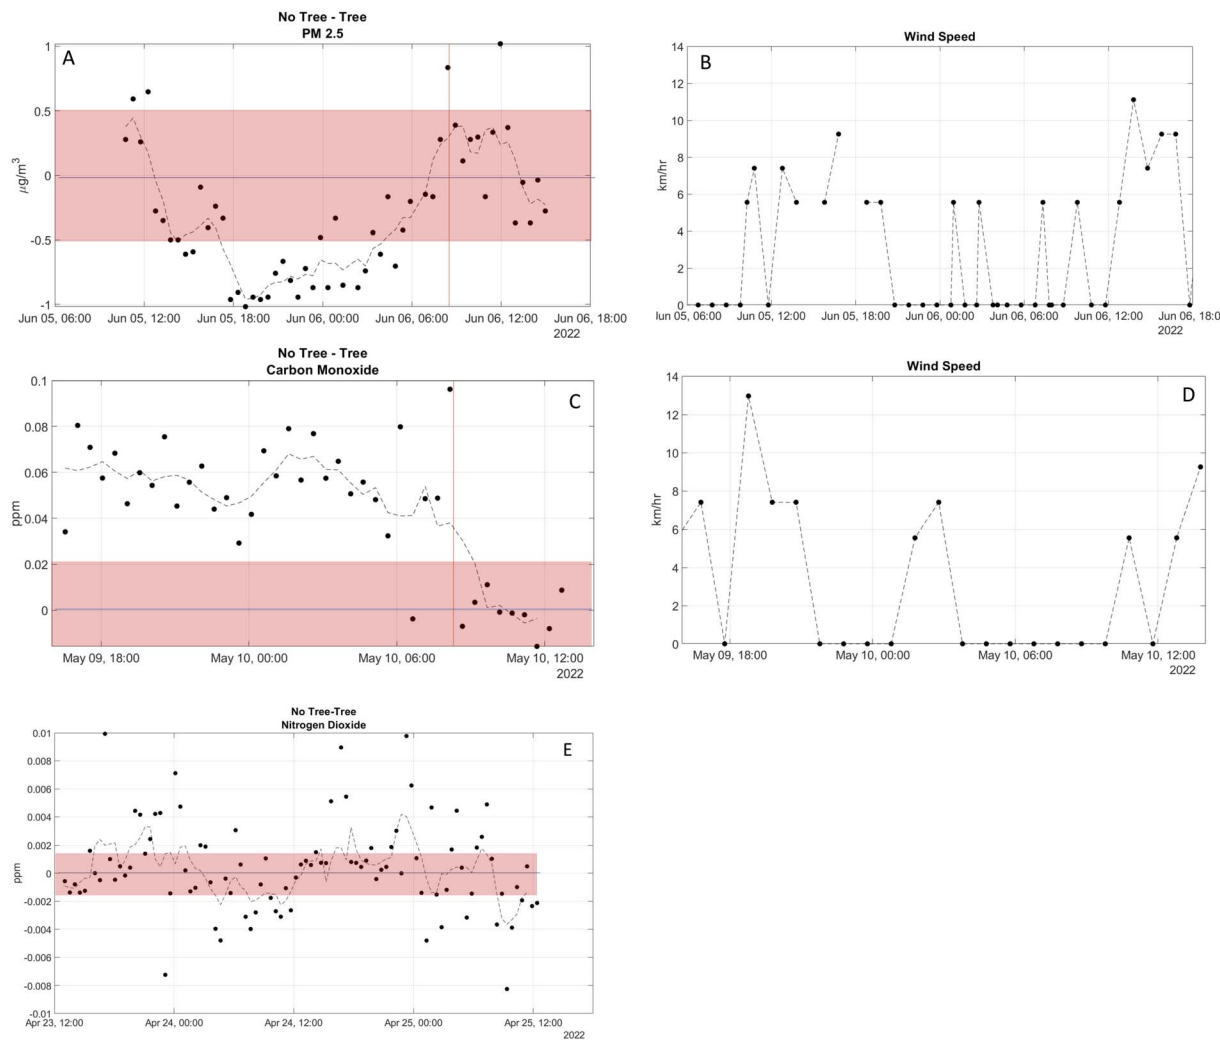 No Tree - Tree
PM 2.5
A
1
0.5
0
-0.5
-1
μg/m3
Jun 05, 06:00 Jun 05, 12:00 Jun 05, 18:00 Jun 06, 00:00 Jun 06, 06:00 Jun 06, 12:00 Jun 06, 18:00
2022
Wind Speed
B
14
12
10
8
6
4
2
0
km/hr
Jun 05, 06:00 Jun 05, 12:00 Jun 05, 18:00 Jun 06, 00:00 Jun 06, 06:00 Jun 06, 12:00 Jun 06, 18:0
2022
No Tree - Tree
Carbon Monoxide
C
0.1
0.08
0.06
0.04
0.02
0
ppm
May 09, 18:00 May 10, 00:00 May 10, 06:00 May 10, 12:00
2022
Wind Speed
D
14
12
10
8
6
4
2
0
km/hr
May 09, 18:00 May 10, 00:00 May 10, 06:00 May 10, 12:00
2022
No Tree-Tree
Nitrogen Dioxide
E
0.01
0.008
0.006
0.004
0.002
0
-0.002
-0.004
-0.006
-0.008
-0.01
ppm
Apr 23, 12:00 Apr 24, 00:00 Apr 24, 12:00 Apr 25, 00:00 Apr 25, 12:00
2022